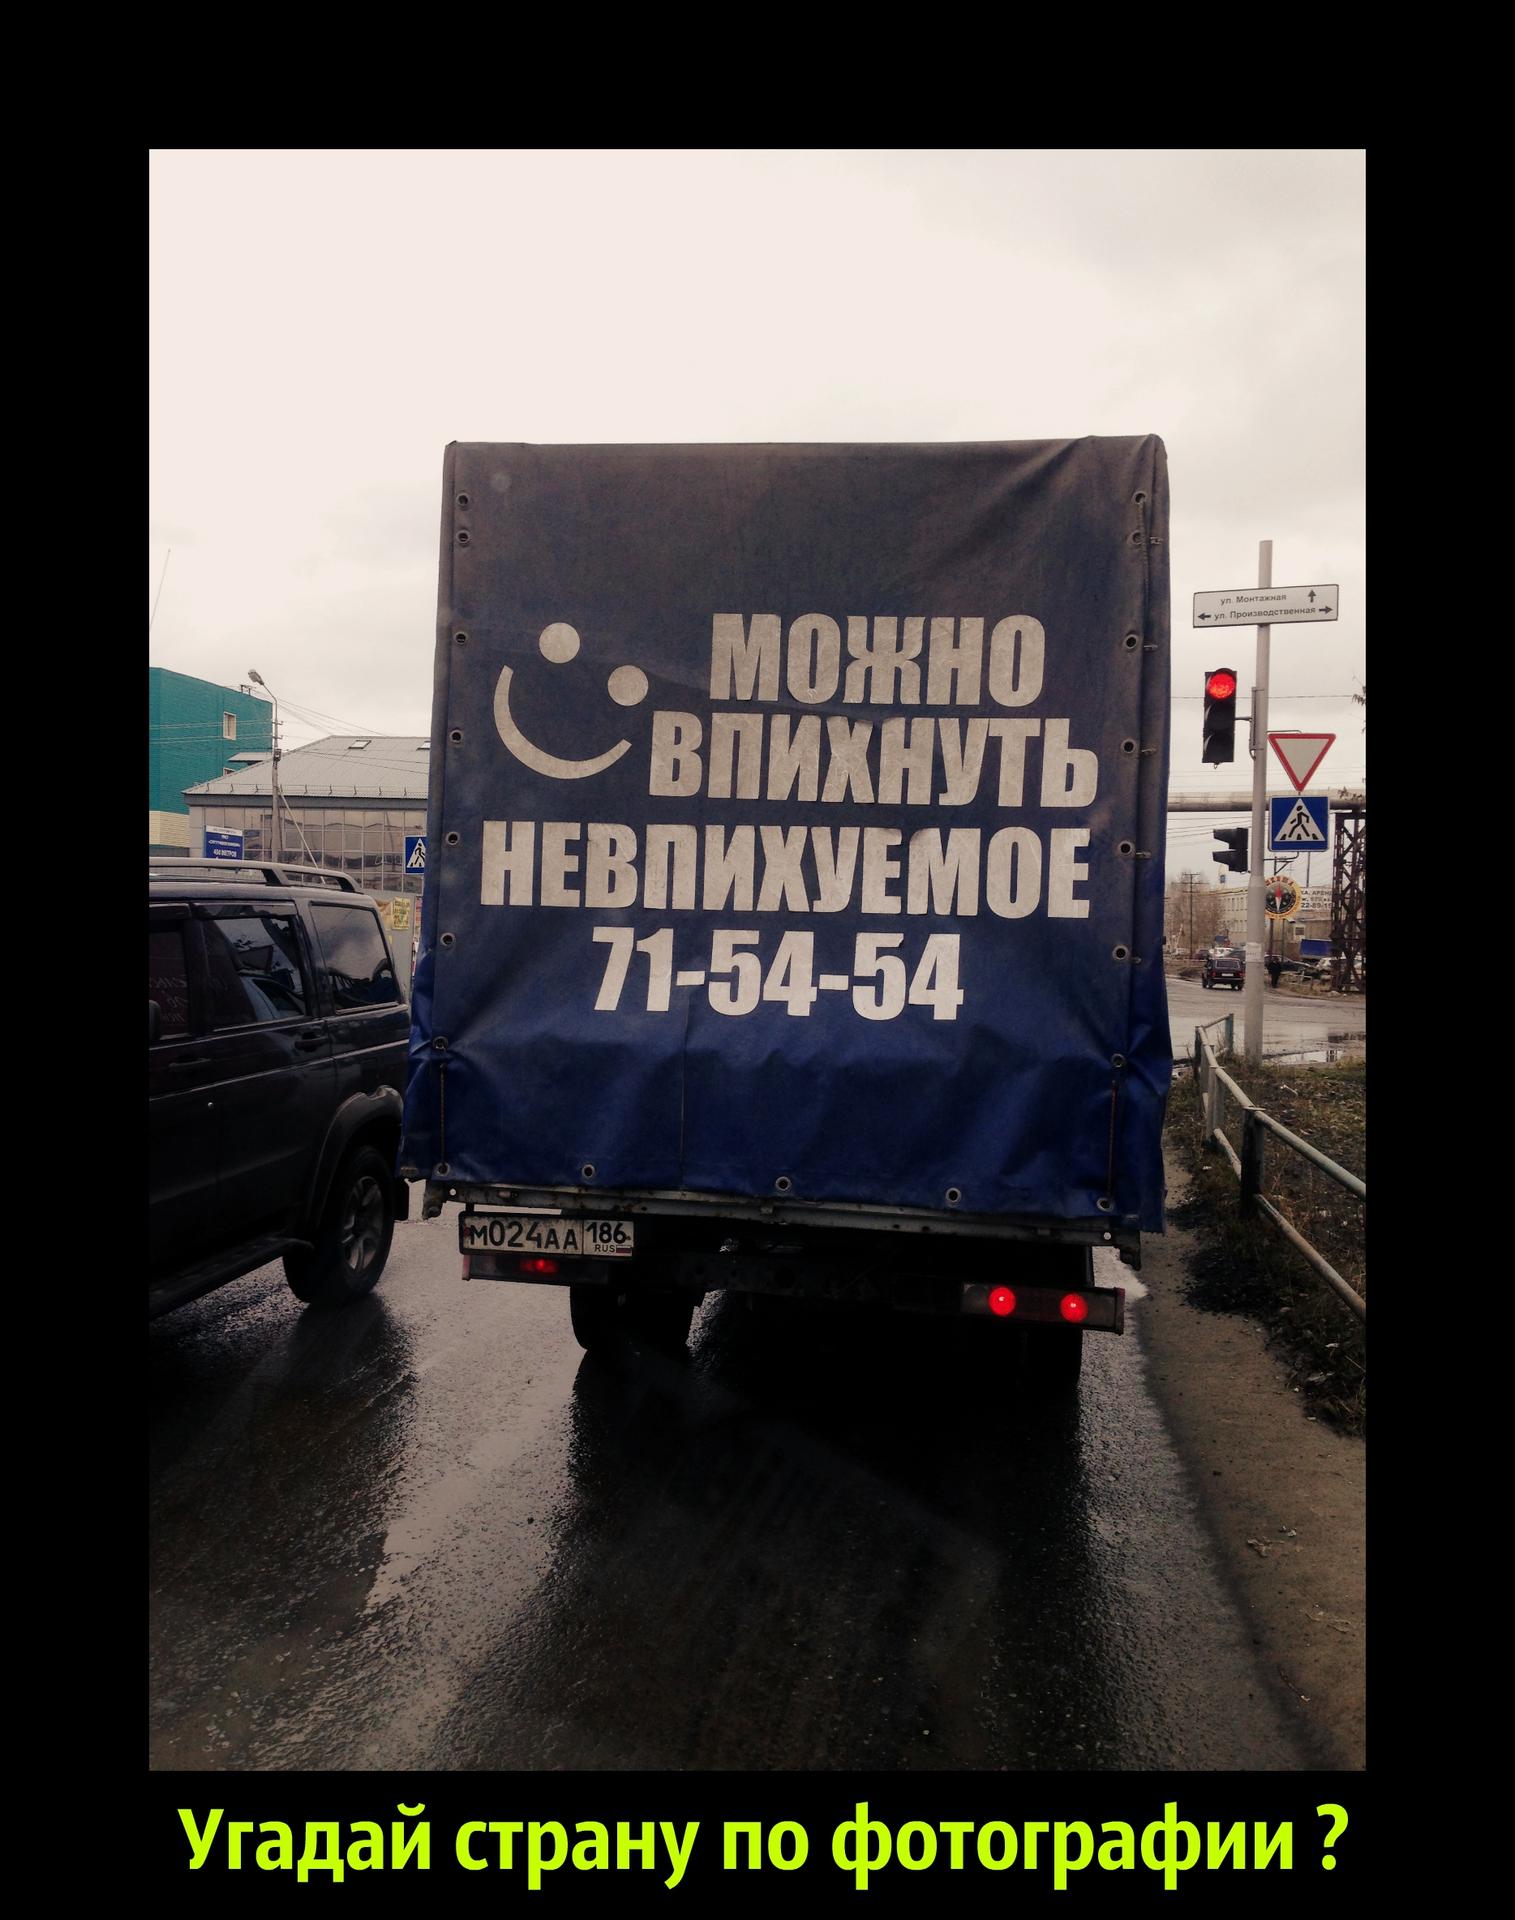 ул. Монтажная
ул. Производственная
МОЖНО
ВПИХНУТЬ
НЕВПИХУЕМОЕ
71-54-54
М024АА 186
RUS
Угадай страну по фотографии ?